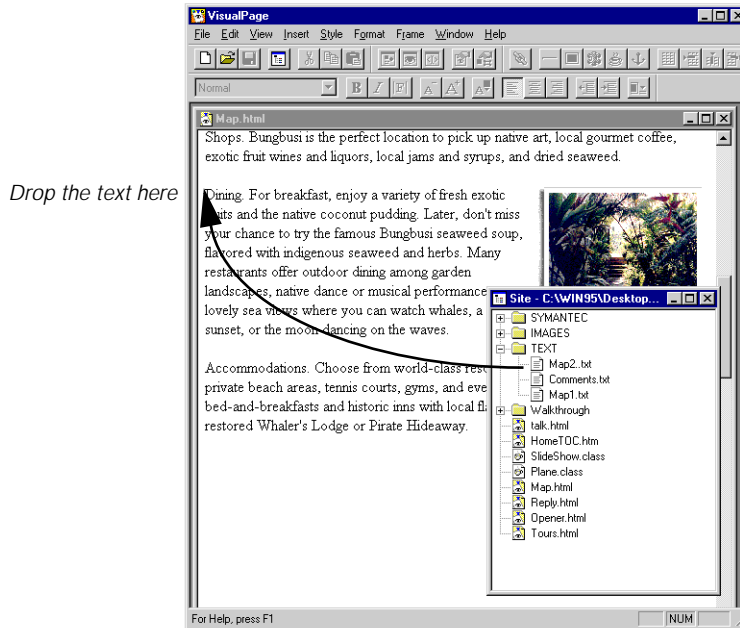 VisualPage
File Edit View Insert Style Format Frame Window Help
Normal
B I F A A
Map.html
Shops. Bungbusi is the perfect location to pick up native art, local gourmet coffee,
exotic fruit wines and liquors, local jams and syrups, and dried seaweed.
Drop the text here
Dining. For breakfast, enjoy a variety of fresh exotic
fruits and the native coconut pudding. Later, don't miss
your chance to try the famous Bungbusi seaweed soup,
flavored with indigenous seaweed and herbs. Many
restaurants offer outdoor dining among garden
landscapes, native dance or musical performance
lovely sea views where you can watch whales, a
sunset, or the moon dancing on the waves.
Accommodations. Choose from world-class reso
private beach areas, tennis courts, gyms, and eve
bed-and-breakfasts and historic inns with local fl
restored Whaler's Lodge or Pirate Hideaway.
Site - C:\WIN95\Desktop...
SYMANTEC
IMAGES
TEXT
Map2..txt
Comments.txt
Map1.txt
Walkthrough
talk.html
HomeTOC.htm
SlideShow.class
Plane.class
Map.html
Reply.html
Opener.html
Tours.html
For Help, press F1
NUM